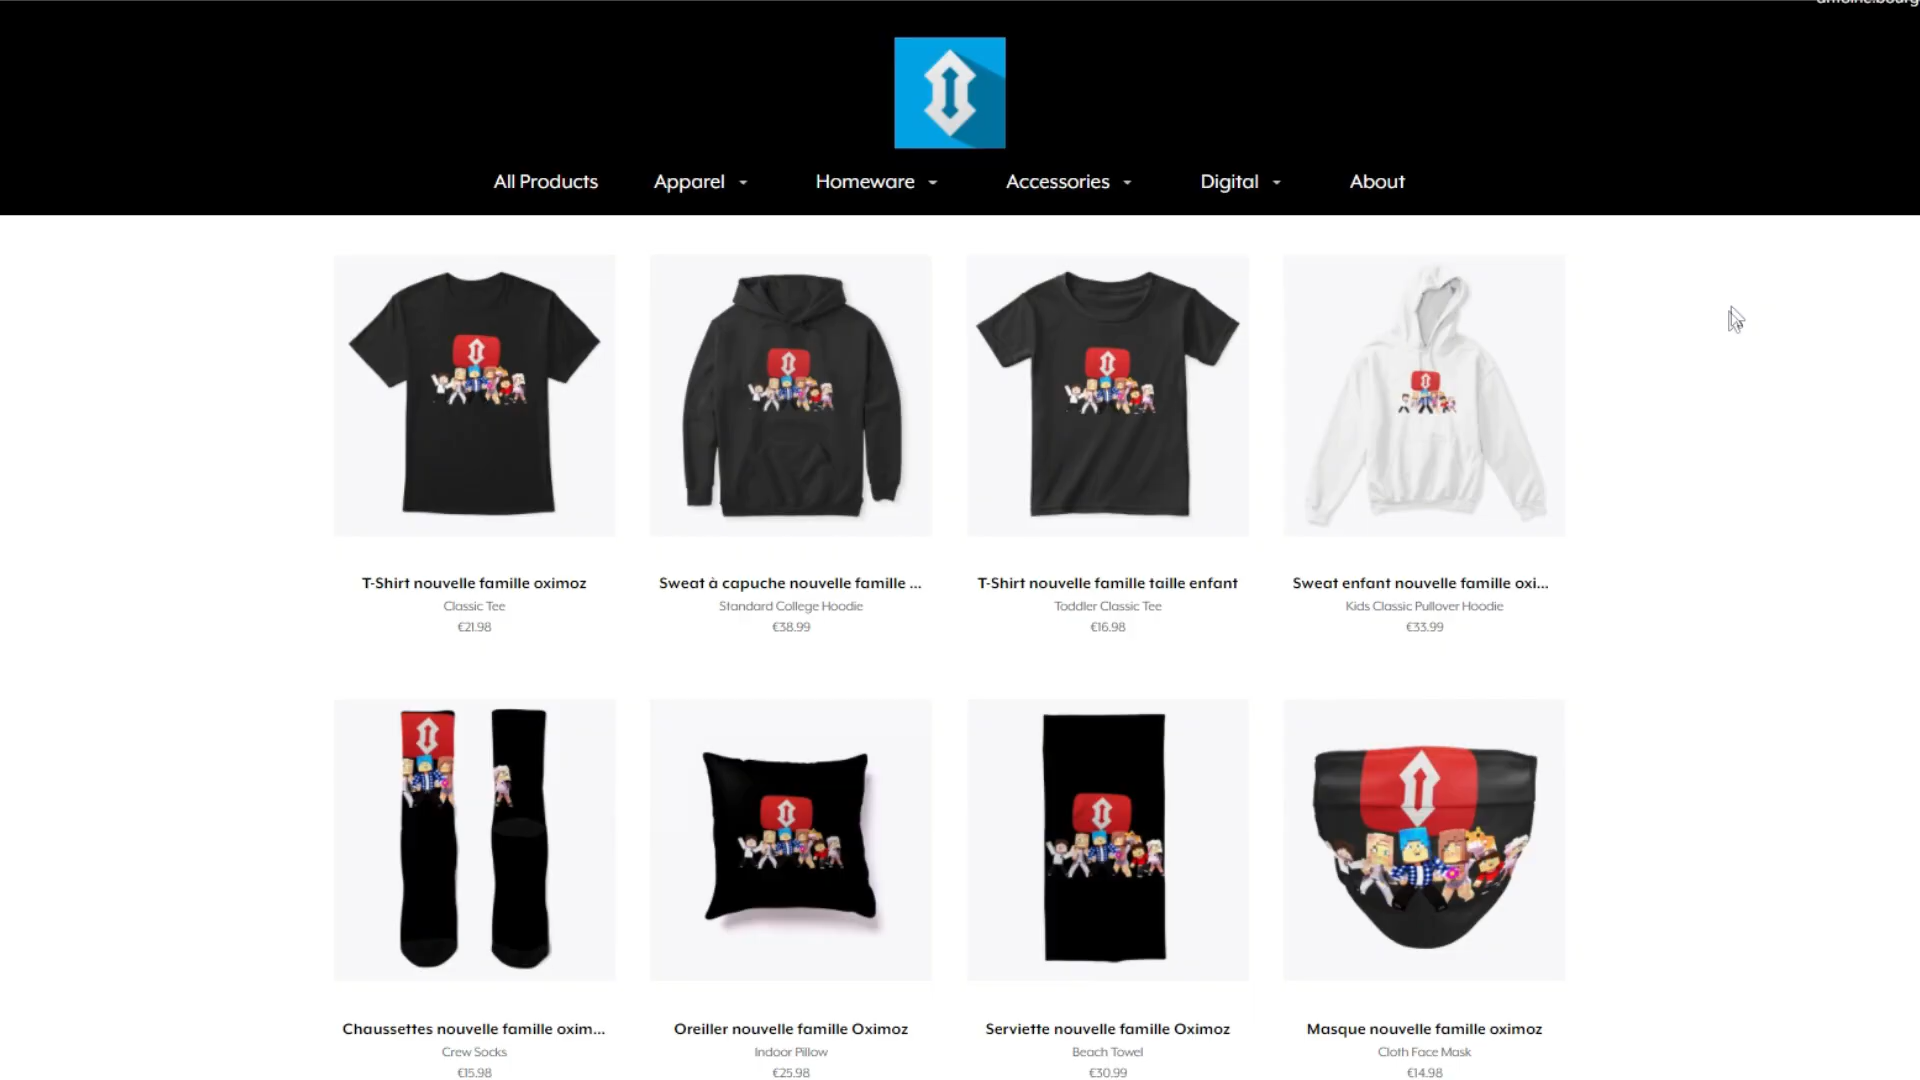 All Products Apparel Homeware Accessories Digital About
T-Shirt nouvelle famille oximoz
Classic Tee
€21.98
Sweat à capuche nouvelle famille ...
Standard College Hoodie
€38.99
T-Shirt nouvelle famille taille enfant
Toddler Classic Tee
€16.98
Sweat enfant nouvelle famille oxi...
Kids Classic Pullover Hoodie
€33.99
Chaussettes nouvelle famille oxim...
Crew Socks
€15.98
Oreiller nouvelle famille Oximoz
Indoor Pillow
€25.98
Serviette nouvelle famille Oximoz
Beach Towel
€30.99
Masque nouvelle famille oximoz
Cloth Face Mask
€14.98